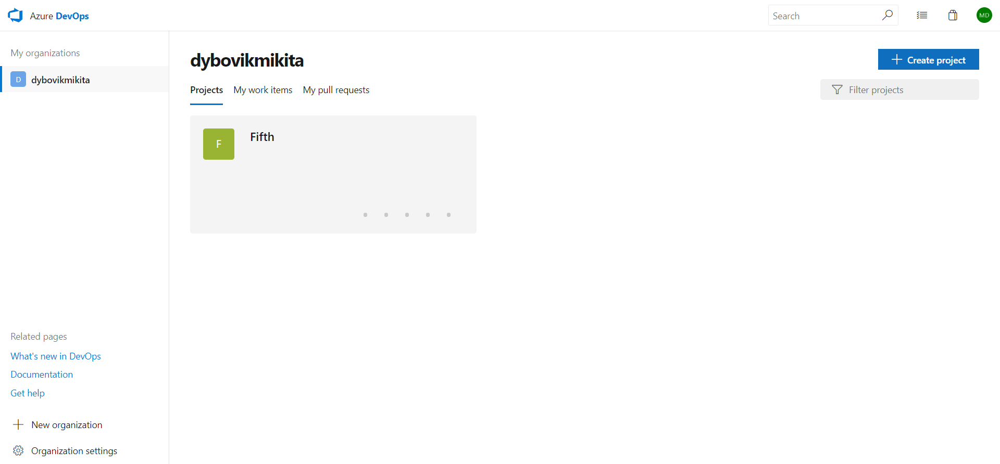 Azure DevOps
Search
MD
My organizations
D dybovikmikita
dybovikmikita
Create project
Projects My work items My pull requests
Filter projects
F Fifth
Related pages
What's new in DevOps
Documentation
Get help
New organization
Organization settings